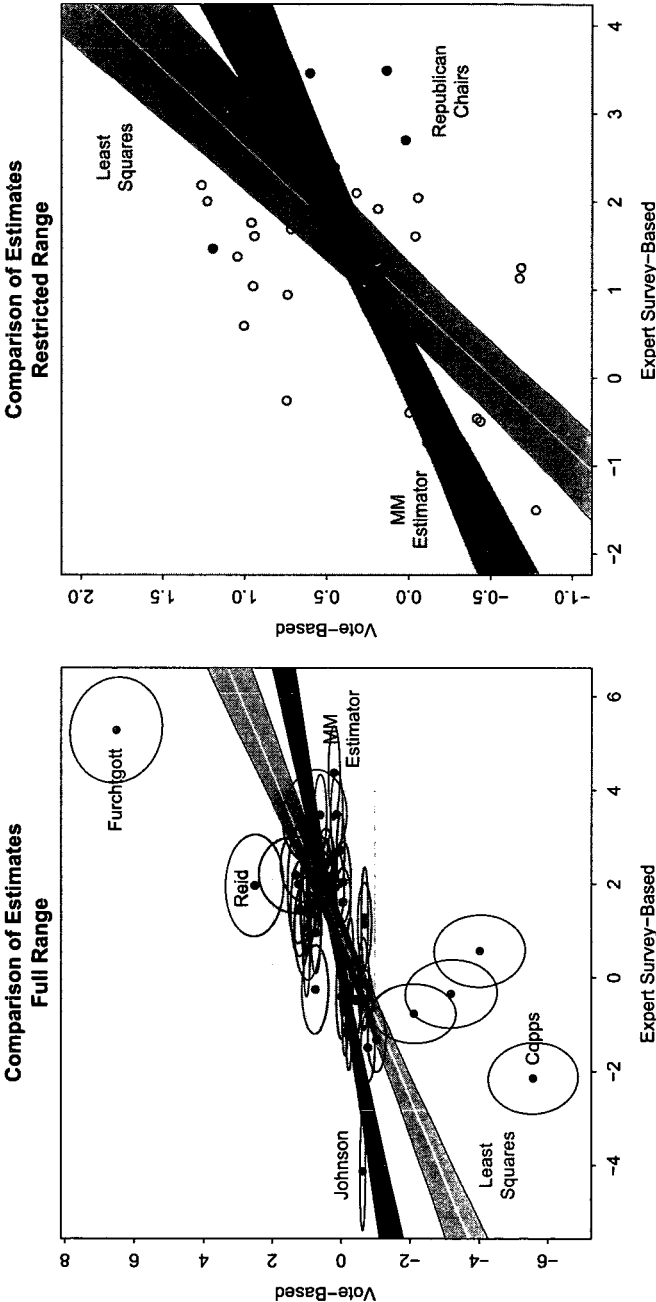 Comparison of Estimates
Full Range
Vote-Based
8
6
4
2
0
-2
-4
-6
Furchtgott
Reid
MM
Estimator
Johnson
Copps
Least
Squares
-4
-2
0
2
4
6
Expert Survey-Based
Comparison of Estimates
Restricted Range
Vote-Based
2.0
1.5
1.0
0.5
0.0
-0.5
-1.0
Least
Squares
Republican
Chairs
MM
Estimator
-2
-1
0
1
2
3
4
Expert Survey-Based